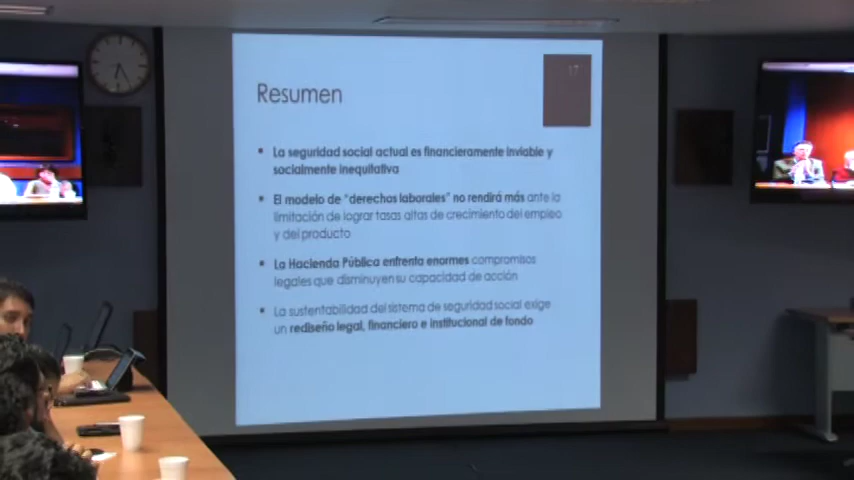 17
Resumen
• La seguridad social actual es financieramente inviable y
socialmente inequitativa
• El modelo de "derechos laborales" no rendirá más ante la
limitación de lograr tasas altas de crecimiento del empleo
y del producto
• La Hacienda Pública enfrenta enormes compromisos
legales que disminuyen su capacidad de acción
• La sustentabilidad del sistema de seguridad social exige
un rediseño legal, financiero e institucional de fondo